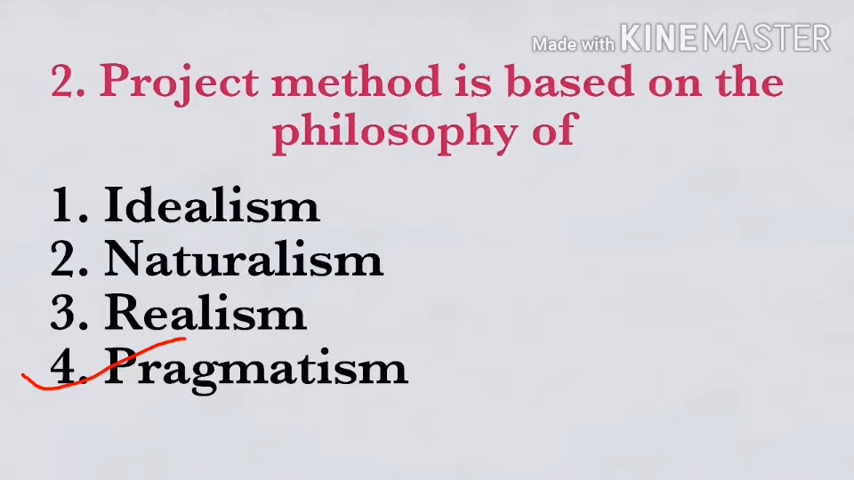 Made with KINEMASTER
2. Project method is based on the
philosophy of
1. Idealism
2. Naturalism
3. Realism
4. Pragmatism